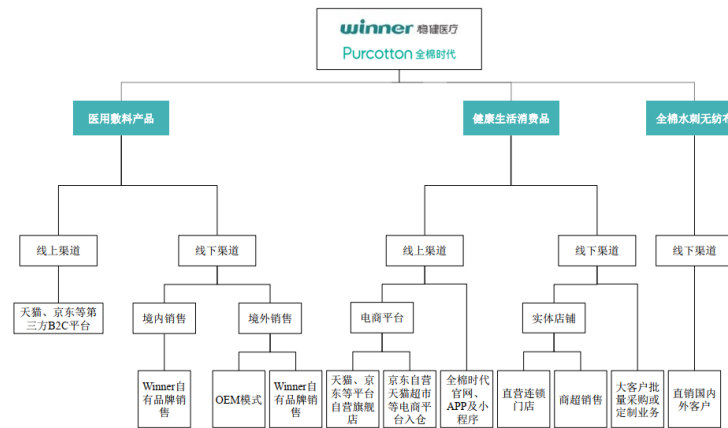 winner 稳健医疗
Purcotton 全棉时代
医用敷料产品
健康生活消费品
全棉水刺无纺布
线上渠道
线下渠道
线上渠道
线下渠道
线下渠道
天猫、京东等第
三方B2C平台
境内销售
境外销售
电商平台
实体店铺
Winner自
有品牌销
售
OEM模式
Winner自
有品牌销
售
天猫、京
东等平台
自营旗舰
店
京东自营
天猫超市
等电商平
台入仓
全棉时代
官网、
APP及小
程序
直营连锁
门店
商超销售
大客户批
量采购或
定制业务
直销国内
外客户